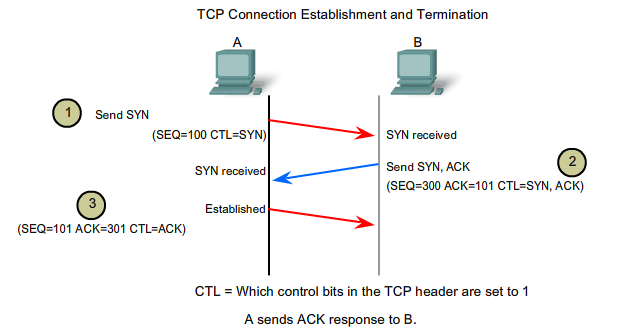 TCP Connection Establishment and Termination
A
B
1
Send SYN
(SEQ=100 CTL=SYN)
SYN received
SYN received
Send SYN, ACK
2
(SEQ=300 ACK=101 CTL=SYN, ACK)
3
Established
(SEQ=101 ACK=301 CTL=ACK)
CTL = Which control bits in the TCP header are set to 1
A sends ACK response to B.